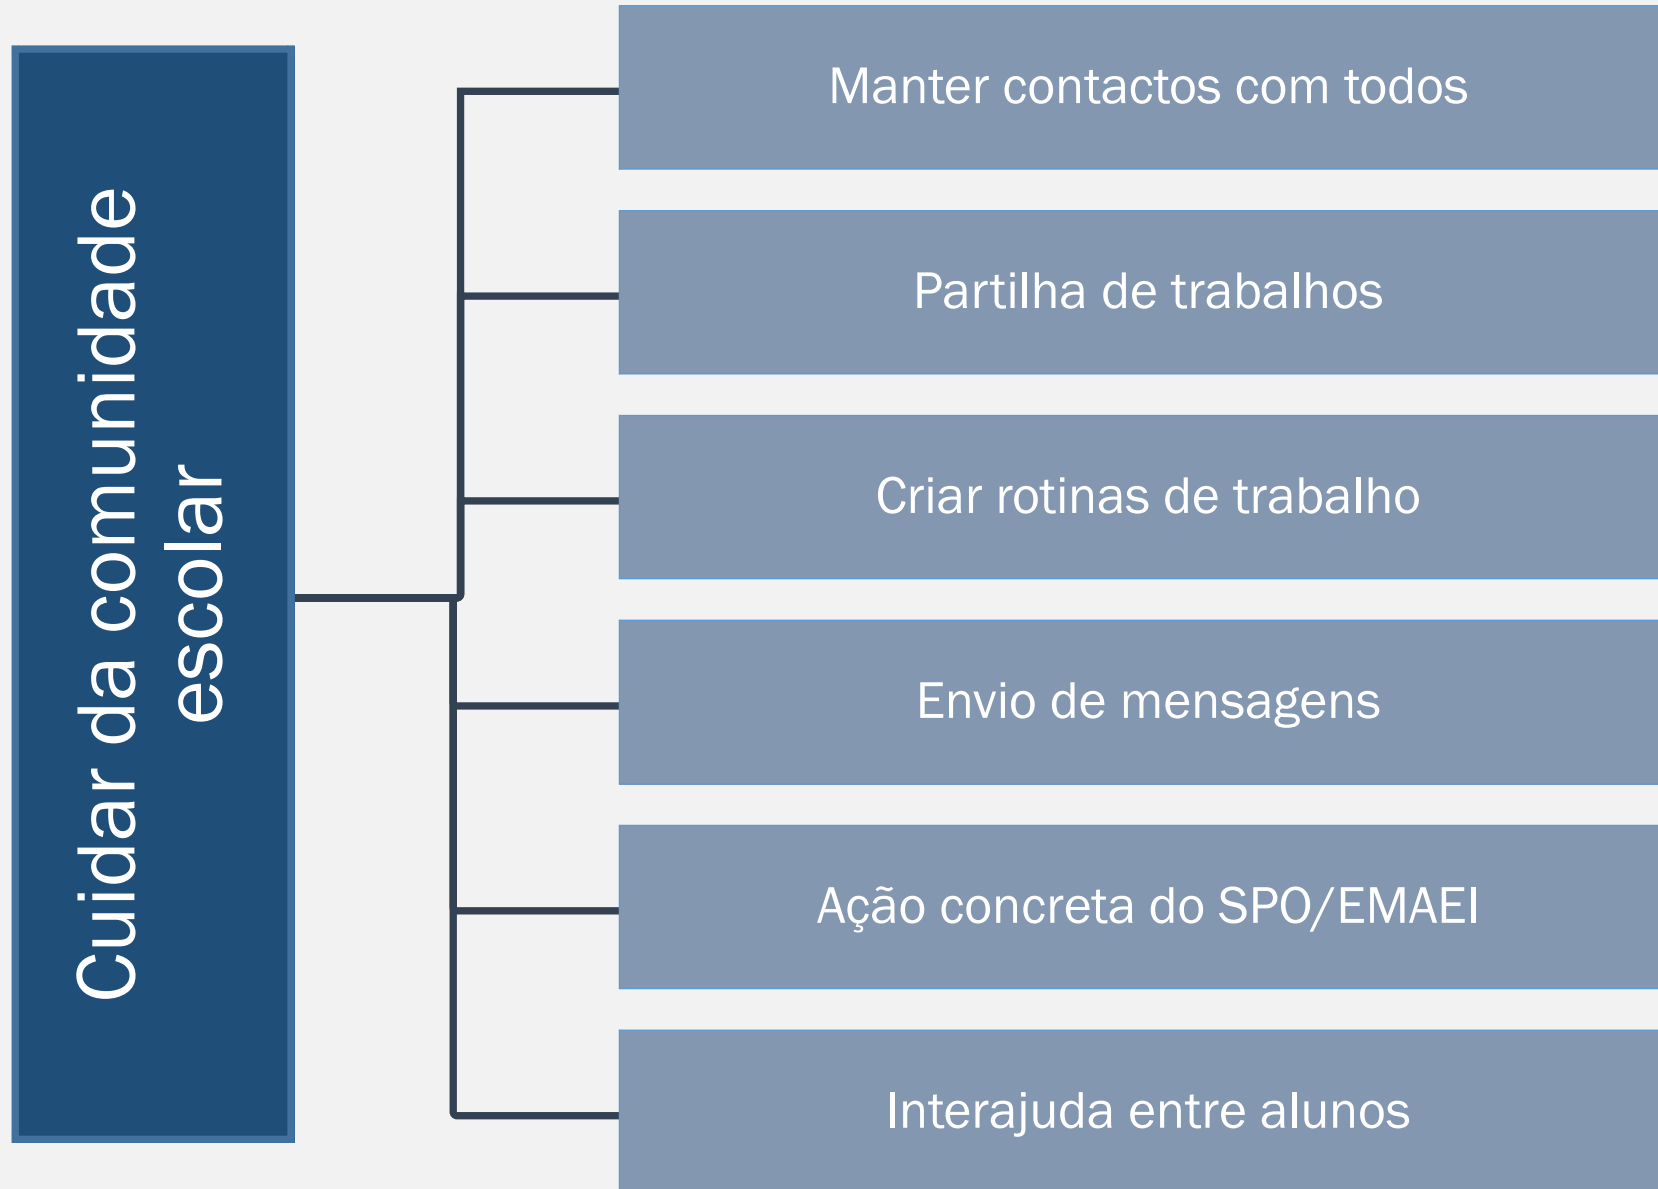 Cuidar da comunidade
escolar
Manter contactos com todos
Partilha de trabalhos
Criar rotinas de trabalho
Envio de mensagens
Ação concreta do SPO/EMAEI
Interajuda entre alunos